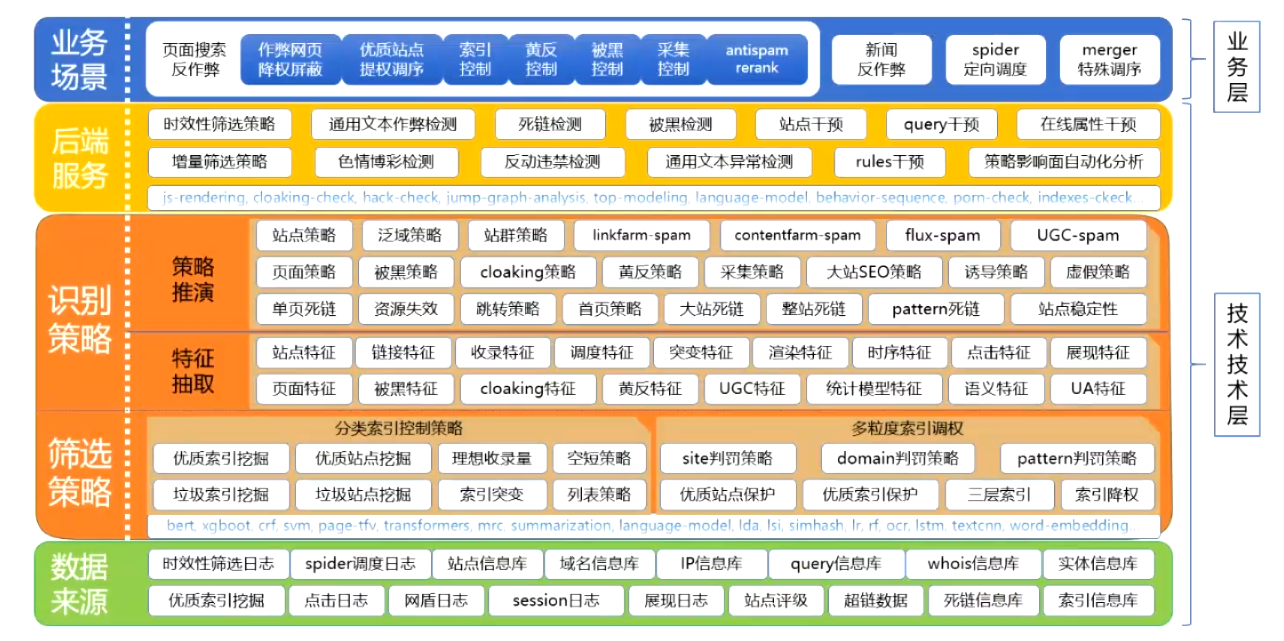 业务
场景
页面搜索
反作弊
作弊网页
降权屏蔽
优质站点
提权调序
索引
控制
黄反
控制
被黑
控制
采集
控制
antispam
rerank
新闻
反作弊
spider
定向调度
merger
特殊调序
业务层
后端
服务
时效性筛选策略 通用文本作弊检测 死链检测 被黑检测 站点干预 query干预 在线属性干预
增量筛选策略 色情博彩检测 反动违禁检测 通用文本异常检测 rules干预 策略影响面自动化分析
js-rendering, cloaking-check, hack-check, jump-graph-analysis, top-modeling, language-model, behavior-sequence, porn-check, indexes-ckeck...
识别
策略
策略
推演
站点策略 泛域策略 站群策略 linkfarm-spam contentfarm-spam flux-spam UGC-spam
页面策略 被黑策略 cloaking策略 黄反策略 采集策略 大站SEO策略 诱导策略 虚假策略
单页死链 资源失效 跳转策略 首页策略 大站死链 整站死链 pattern死链 站点稳定性
特征
抽取
站点特征 链接特征 收录特征 调度特征 突变特征 渲染特征 时序特征 点击特征 展现特征
页面特征 被黑特征 cloaking特征 黄反特征 UGC特征 统计模型特征 语义特征 UA特征
技术技术层
筛选
策略
分类索引控制策略
优质索引挖掘 优质站点挖掘 理想收录量 空短策略
垃圾索引挖掘 垃圾站点挖掘 索引突变 列表策略
多粒度索引调权
site判罚策略 domain判罚策略 pattern判罚策略
优质站点保护 优质索引保护 三层索引 索引降权
bert, xgboot, crf, svm, page-tfv, transformers, mrc, summarization, language-model, lda, lsi, simhash, lr, rf, ocr, lstm, textcnn, word-embedding...
数据
来源
时效性筛选日志 spider调度日志 站点信息库 域名信息库 IP信息库 query信息库 whois信息库 实体信息库
优质索引挖掘 点击日志 网盾日志 session日志 展现日志 站点评级 超链数据 死链信息库 索引信息库